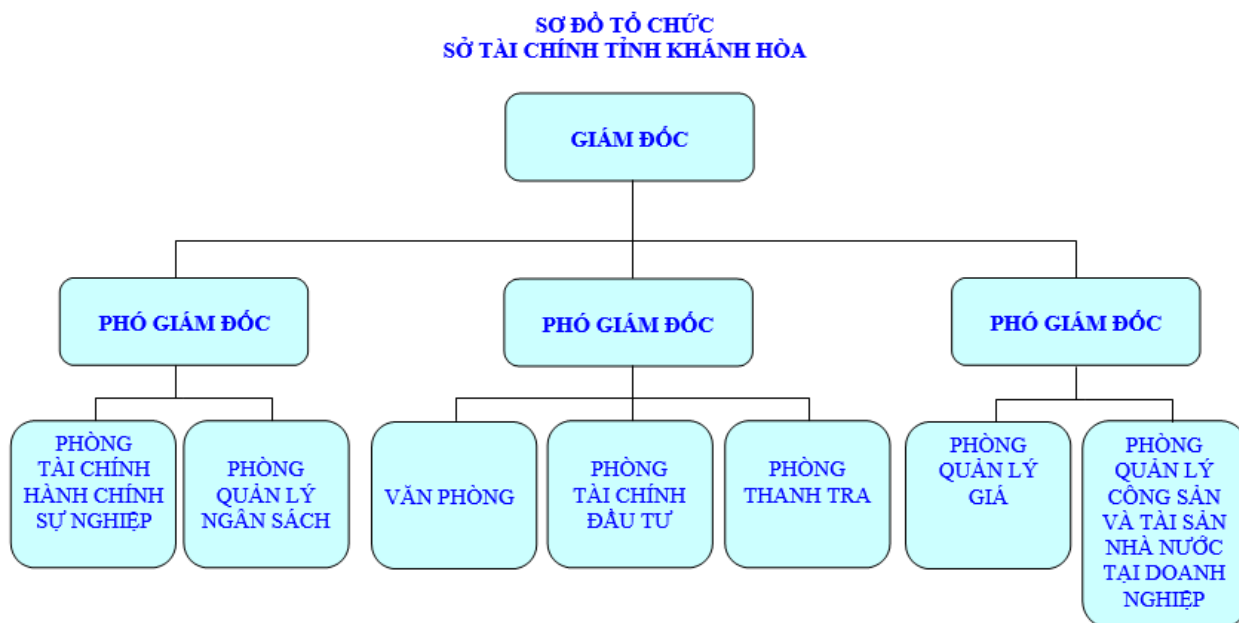 SƠ ĐỒ TỔ CHỨC
SỞ TÀI CHÍNH TỈNH KHÁNH HÒA
GIÁM ĐỐC
PHÓ GIÁM ĐỐC
PHÓ GIÁM ĐỐC
PHÓ GIÁM ĐỐC
PHÒNG
TÀI CHÍNH
HÀNH CHÍNH
SỰ NGHIỆP
PHÒNG
QUẢN LÝ
NGÂN SÁCH
VĂN PHÒNG
PHÒNG
TÀI CHÍNH
ĐẦU TƯ
PHÒNG
THANH TRA
PHÒNG
QUẢN LÝ
GIÁ
PHÒNG
QUẢN LÝ
CÔNG SẢN
VÀ TÀI SẢN
NHÀ NƯỚC
TẠI DOANH
NGHIỆP